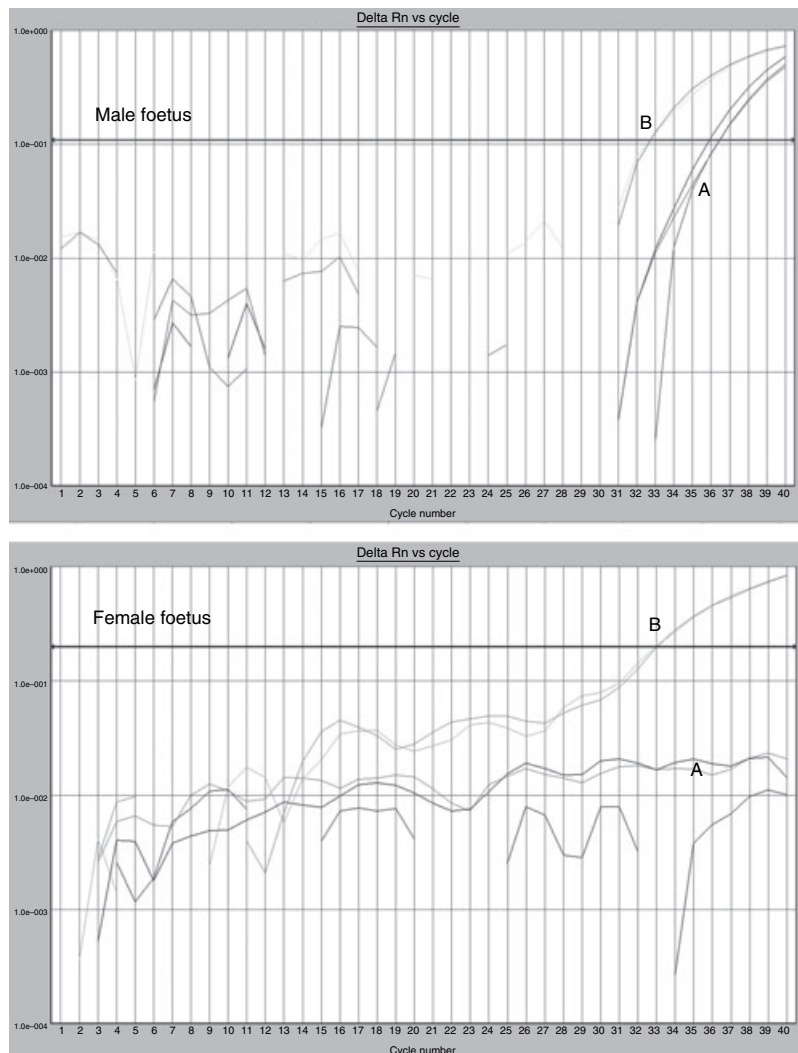 Delta Rn vs cycle
1.0e+000
Male foetus
B
1.0e–001
A
1.0e–002
1.0e–003
1.0e–004
1 2 3 4 5 6 7 8 9 10 11 12 13 14 15 16 17 18 19 20 21 22 23 24 25 26 27 28 29 30 31 32 33 34 35 36 37 38 39 40
Cycle number
Delta Rn vs cycle
1.0e+000
Female foetus
B
1.0e–001
A
1.0e–002
1.0e–003
1.0e–004
1 2 3 4 5 6 7 8 9 10 11 12 13 14 15 16 17 18 19 20 21 22 23 24 25 26 27 28 29 30 31 32 33 34 35 36 37 38 39 40
Cycle number